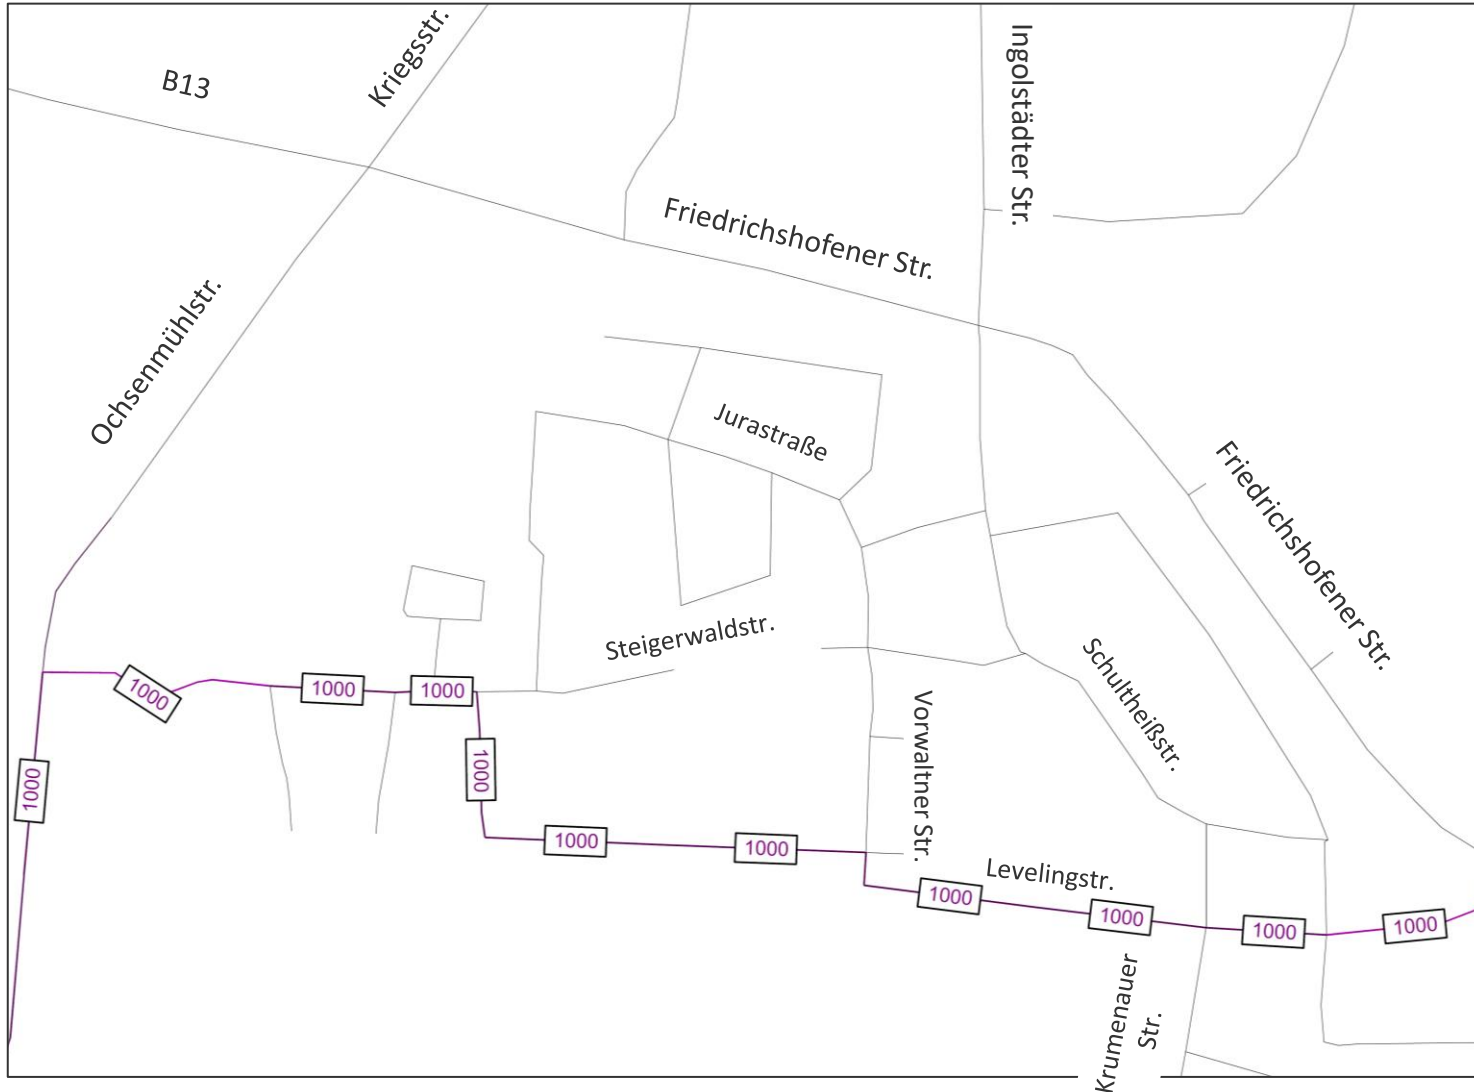 B13
Kriegsstr.
Ingolstädter Str.
Friedrichshofener Str.
Ochsenmühlstr.
Jurastraße
Friedrichshofener Str.
Steigerwaldstr.
Schultheißstr.
1000
1000
1000
Vorwaltner Str.
1000
1000
1000
1000
Levelingstr.
1000
1000
1000
1000
Krumenauer
Str.